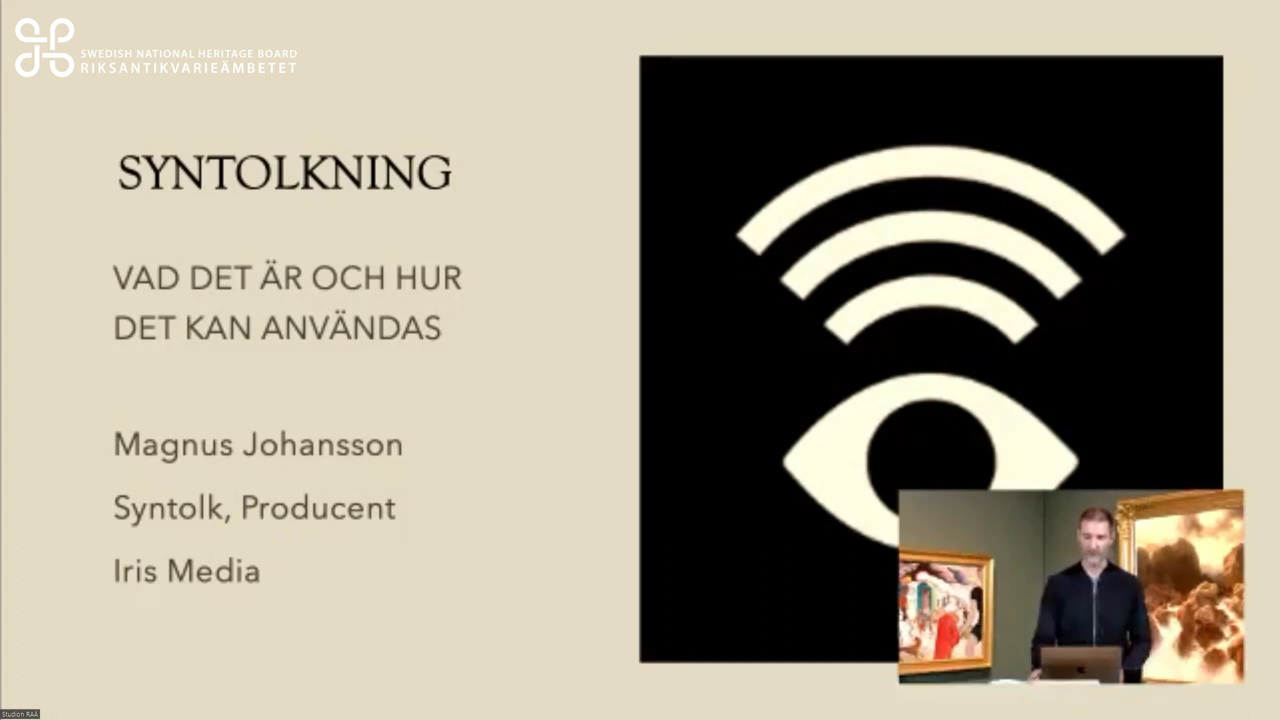 SWEDISH NATIONAL HERITAGE BOARD
RIKSANTIKVARIEÄMBETET
SYNTOLKNING
VAD DET ÄR OCH HUR
DET KAN ANVÄNDAS
Magnus Johansson
Syntolk, Producent
Iris Media
Studion RAÄ